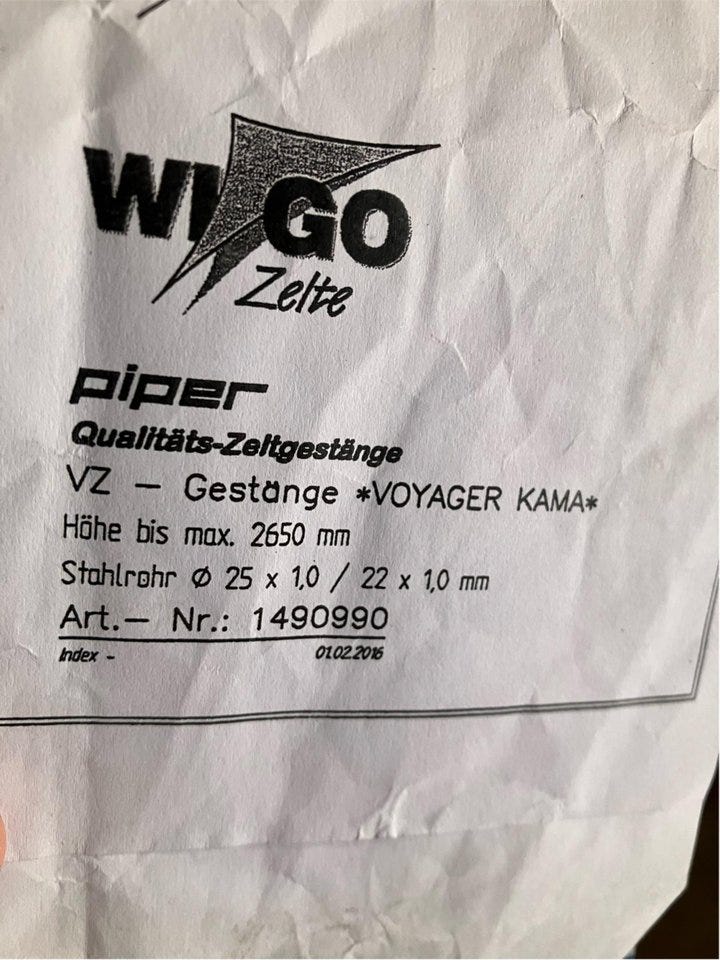 WIGO
Zelte
piper
Qualitäts-Zeltgestänge
VZ – Gestänge *VOYAGER KAMA*
Höhe bis max. 2650 mm
Stahlrohr Ø 25 x 1,0 / 22 x 1,0 mm
Art.– Nr.: 1490990
Index - 01.02.2016